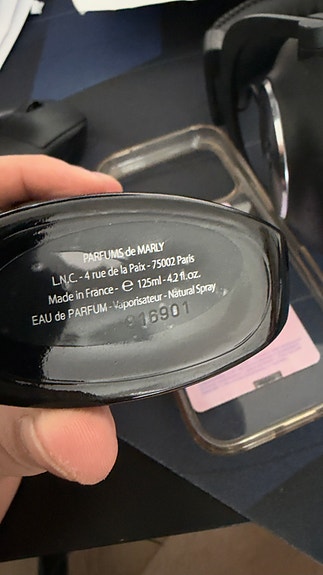 PARFUMS de MARLY
L.N.C. - 4 rue de la Paix - 75002 Paris
Made in France - ℮ 125ml - 4.2 fl.oz.
EAU de PARFUM - Vaporisateur - Natural Spray
916901